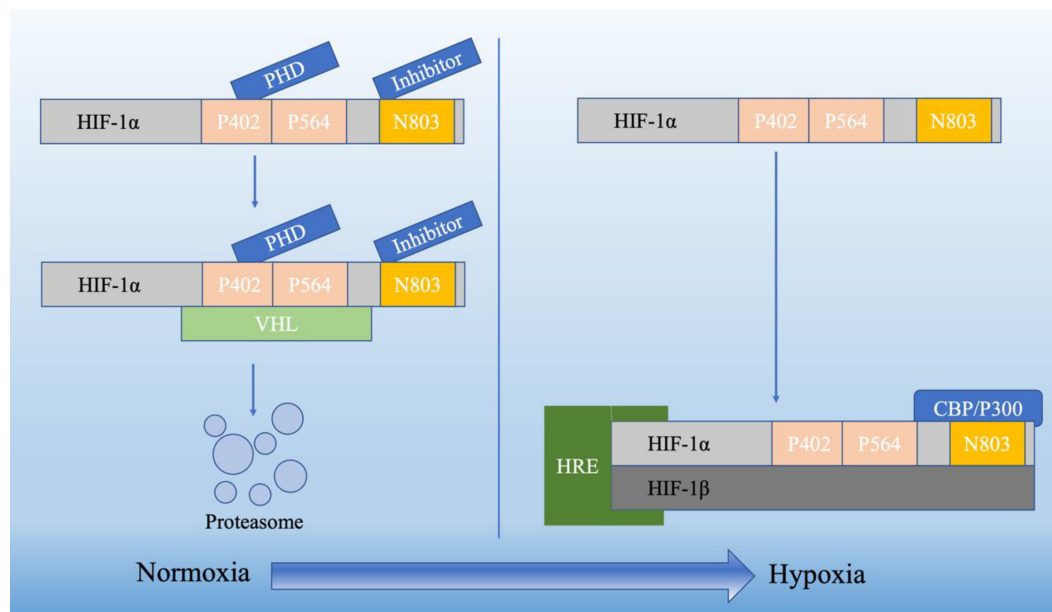 PHD
Inhibitor
HIF-1α
P402
P564
N803
PHD
Inhibitor
HIF-1α
P402
P564
N803
VHL
Proteasome
HIF-1α
P402
P564
N803
CBP/P300
HRE
HIF-1α
P402
P564
N803
HIF-1β
Normoxia
Hypoxia